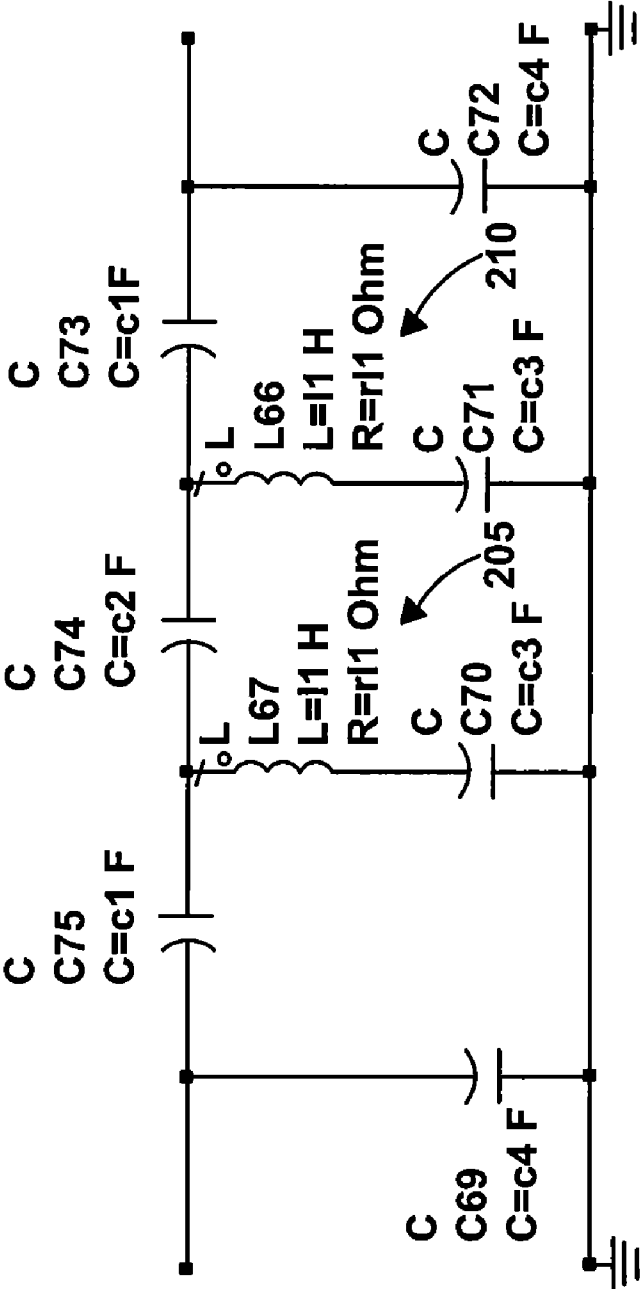 C
C75
C=c1 F
C
C74
C=c2 F
C
C73
C=c1F
L
L67
L=l1 H
R=rl1 Ohm
L
L66
L=l1 H
R=rl1 Ohm
C
C69
C=c4 F
C
C70
C=c3 F
205
C
C71
C=c3 F
210
C
C72
C=c4 F